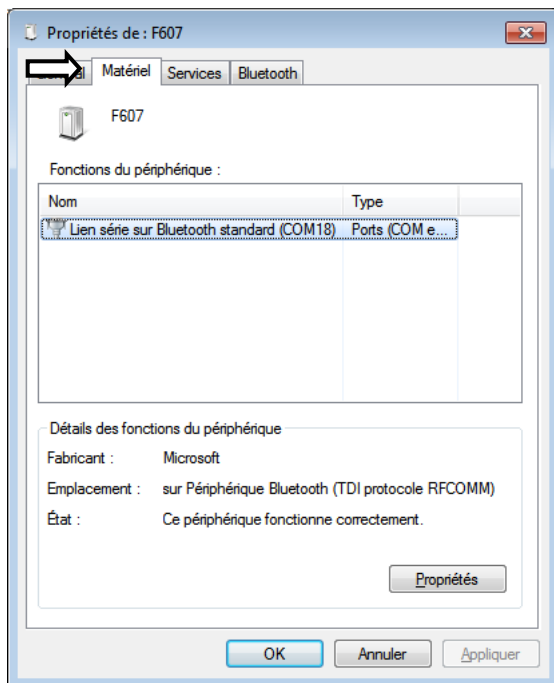 Propriétés de : F607
Matériel Services Bluetooth
F607
Fonctions du périphérique :
Nom Type
Lien série sur Bluetooth standard (COM18) Ports (COM e...
Détails des fonctions du périphérique
Fabricant : Microsoft
Emplacement : sur Périphérique Bluetooth (TDI protocole RFCOMM)
État : Ce périphérique fonctionne correctement.
Propriétés
OK Annuler Appliquer